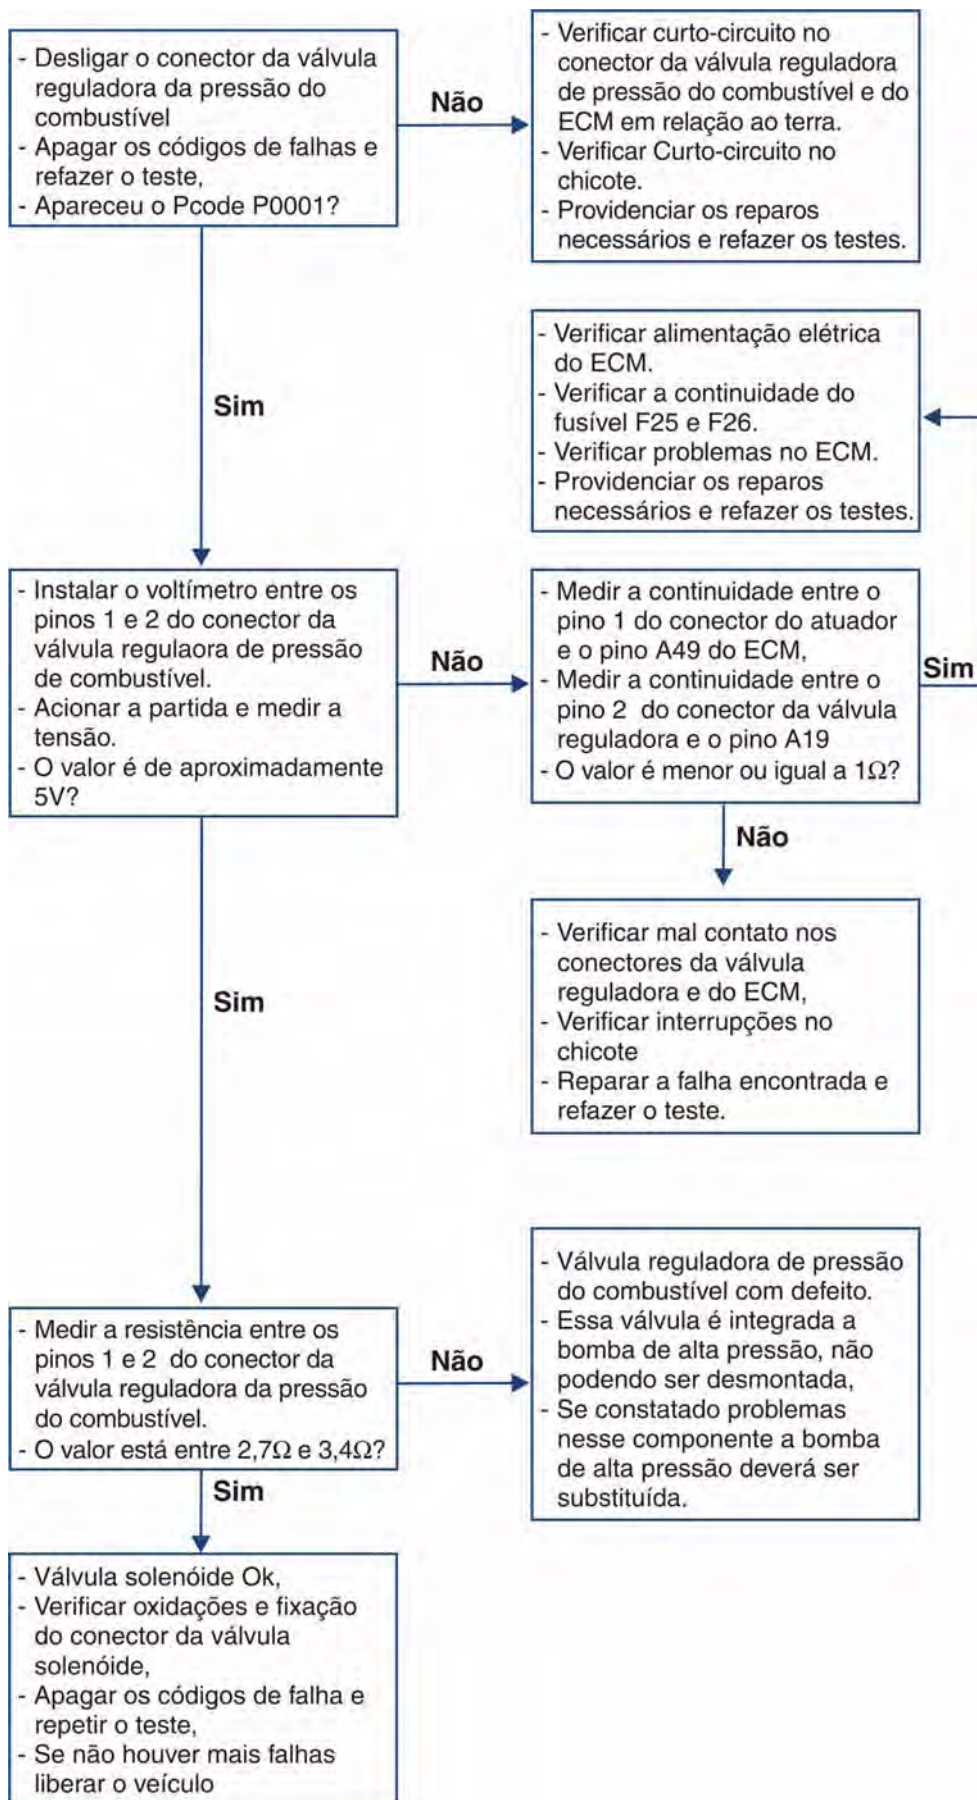 - Desligar o conector da válvula
reguladora da pressão do
combustível
- Apagar os códigos de falhas e
refazer o teste,
- Apareceu o Pcode P0001?
Não
- Verificar curto-circuito no
conector da válvula reguladora
de pressão do combustível e do
ECM em relação ao terra.
- Verificar Curto-circuito no
chicote.
- Providenciar os reparos
necessários e refazer os testes.
Sim
- Verificar alimentação elétrica
do ECM.
- Verificar a continuidade do
fusível F25 e F26.
- Verificar problemas no ECM.
- Providenciar os reparos
necessários e refazer os testes.
- Instalar o voltímetro entre os
pinos 1 e 2 do conector da
válvula regulaora de pressão
de combustível.
- Acionar a partida e medir a
tensão.
- O valor é de aproximadamente
5V?
Não
- Medir a continuidade entre o
pino 1 do conector do atuador
e o pino A49 do ECM,
- Medir a continuidade entre o
pino 2 do conector da válvula
reguladora e o pino A19
- O valor é menor ou igual a 1Ω?
Sim
Não
- Verificar mal contato nos
conectores da válvula
reguladora e do ECM,
- Verificar interrupções no
chicote
- Reparar a falha encontrada e
refazer o teste.
Sim
- Medir a resistência entre os
pinos 1 e 2 do conector da
válvula reguladora da pressão
do combustível.
- O valor está entre 2,7Ω e 3,4Ω?
Não
- Válvula reguladora de pressão
do combustível com defeito.
- Essa válvula é integrada a
bomba de alta pressão, não
podendo ser desmontada,
- Se constatado problemas
nesse componente a bomba
de alta pressão deverá ser
substituída.
Sim
- Válvula solenóide Ok,
- Verificar oxidações e fixação
do conector da válvula
solenóide,
- Apagar os códigos de falha e
repetir o teste,
- Se não houver mais falhas
liberar o veículo